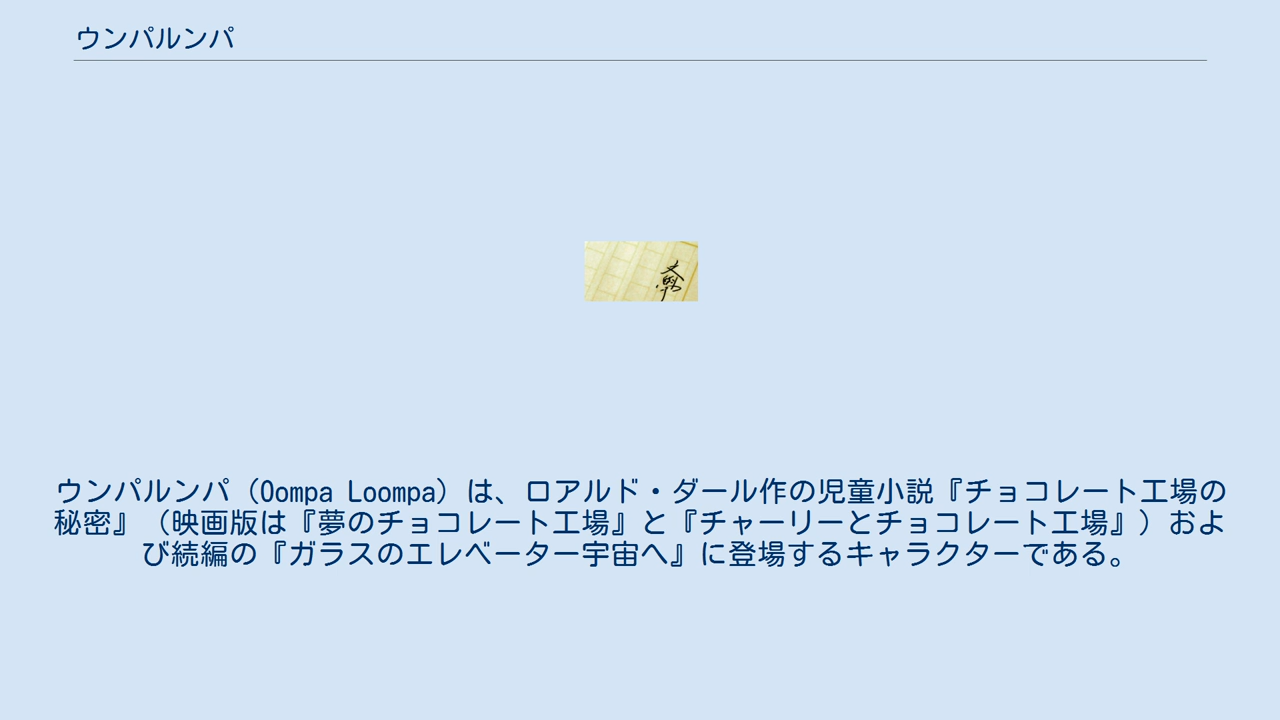 ウンパルンパ
ウンパルンパ（Oompa Loompa）は、ロアルド・ダール作の児童小説『チョコレート工場の
秘密』（映画版は『夢のチョコレート工場』と『チャーリーとチョコレート工場』）およ
び続編の『ガラスのエレベーター宇宙へ』に登場するキャラクターである。